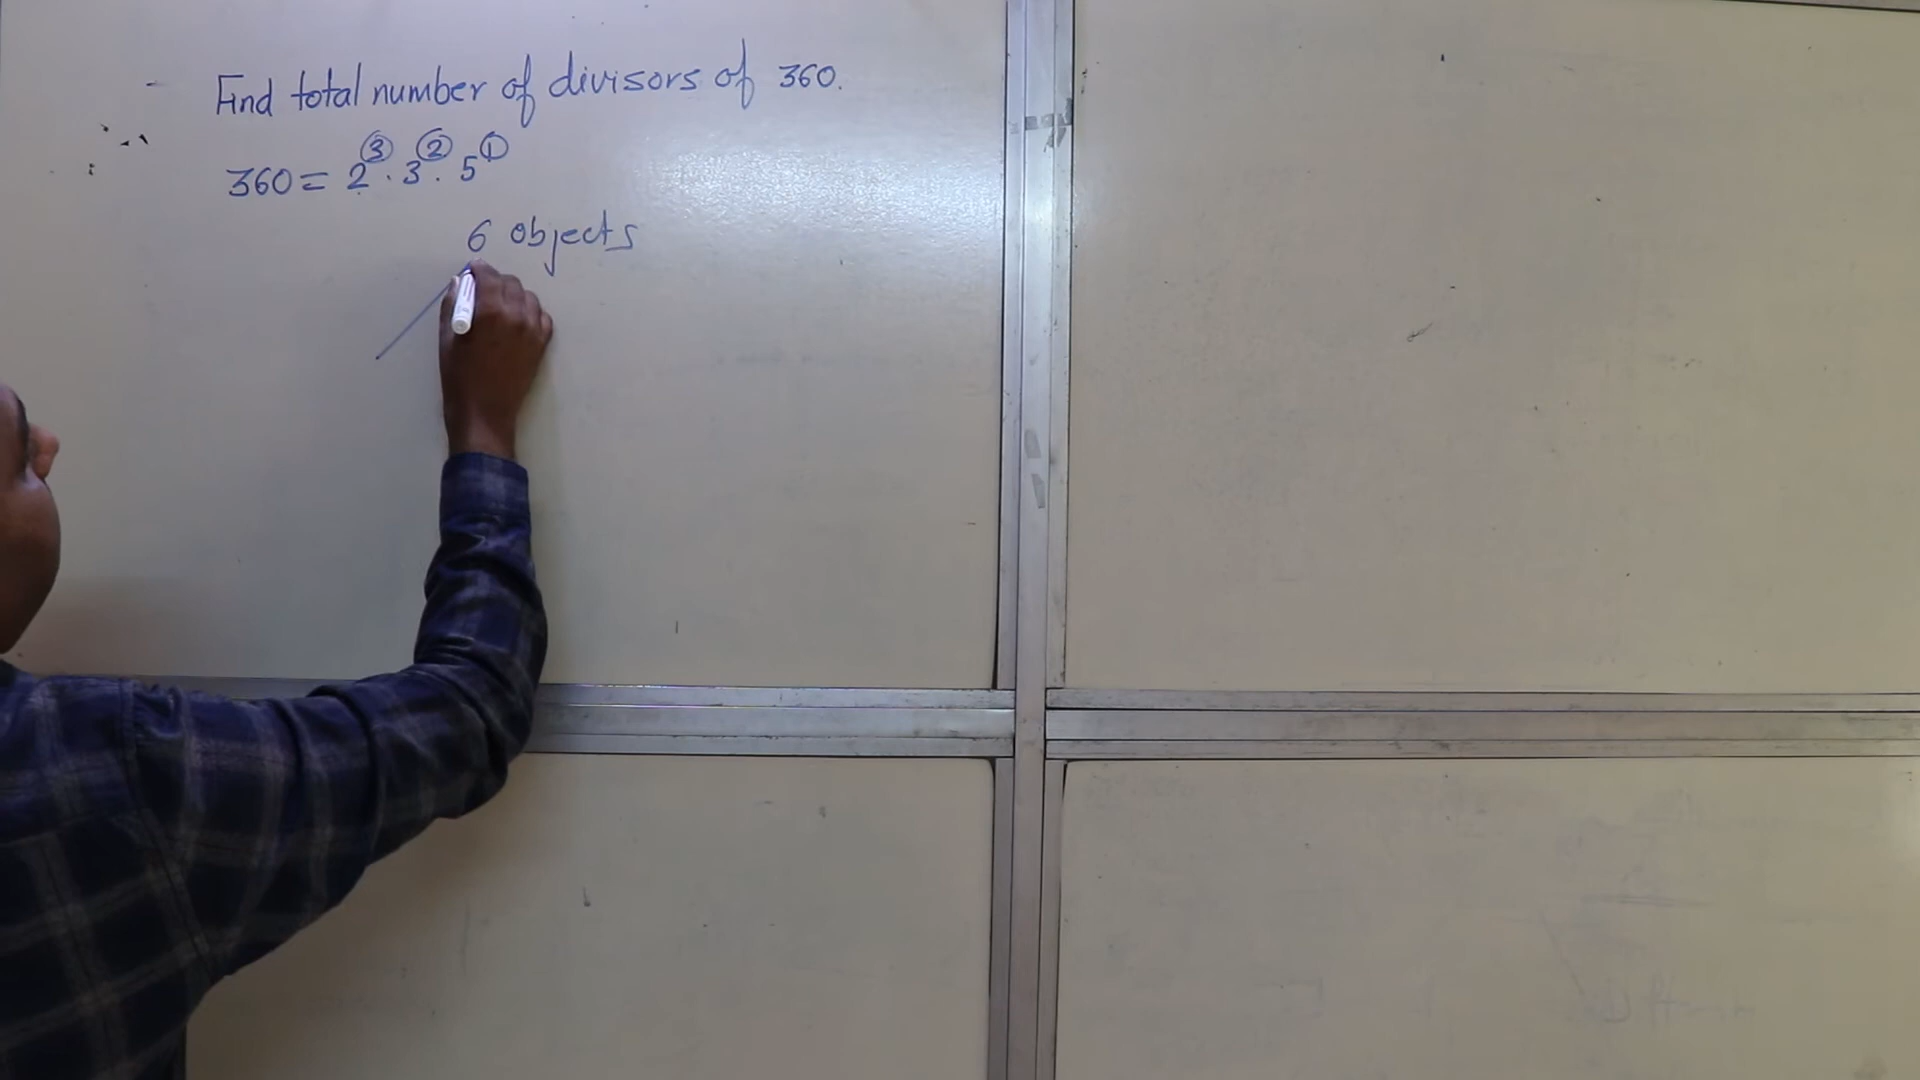 Find total number of divisors of 360.
360 = 2³ · 3² · 5¹
6 objects